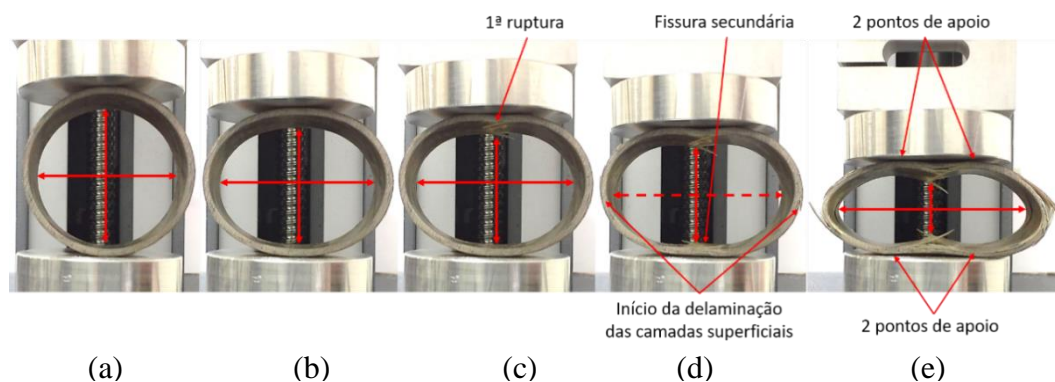 1ª ruptura
Fissura secundária
2 pontos de apoio
Início da delaminação
das camadas superficiais
2 pontos de apoio
(a) (b) (c) (d) (e)